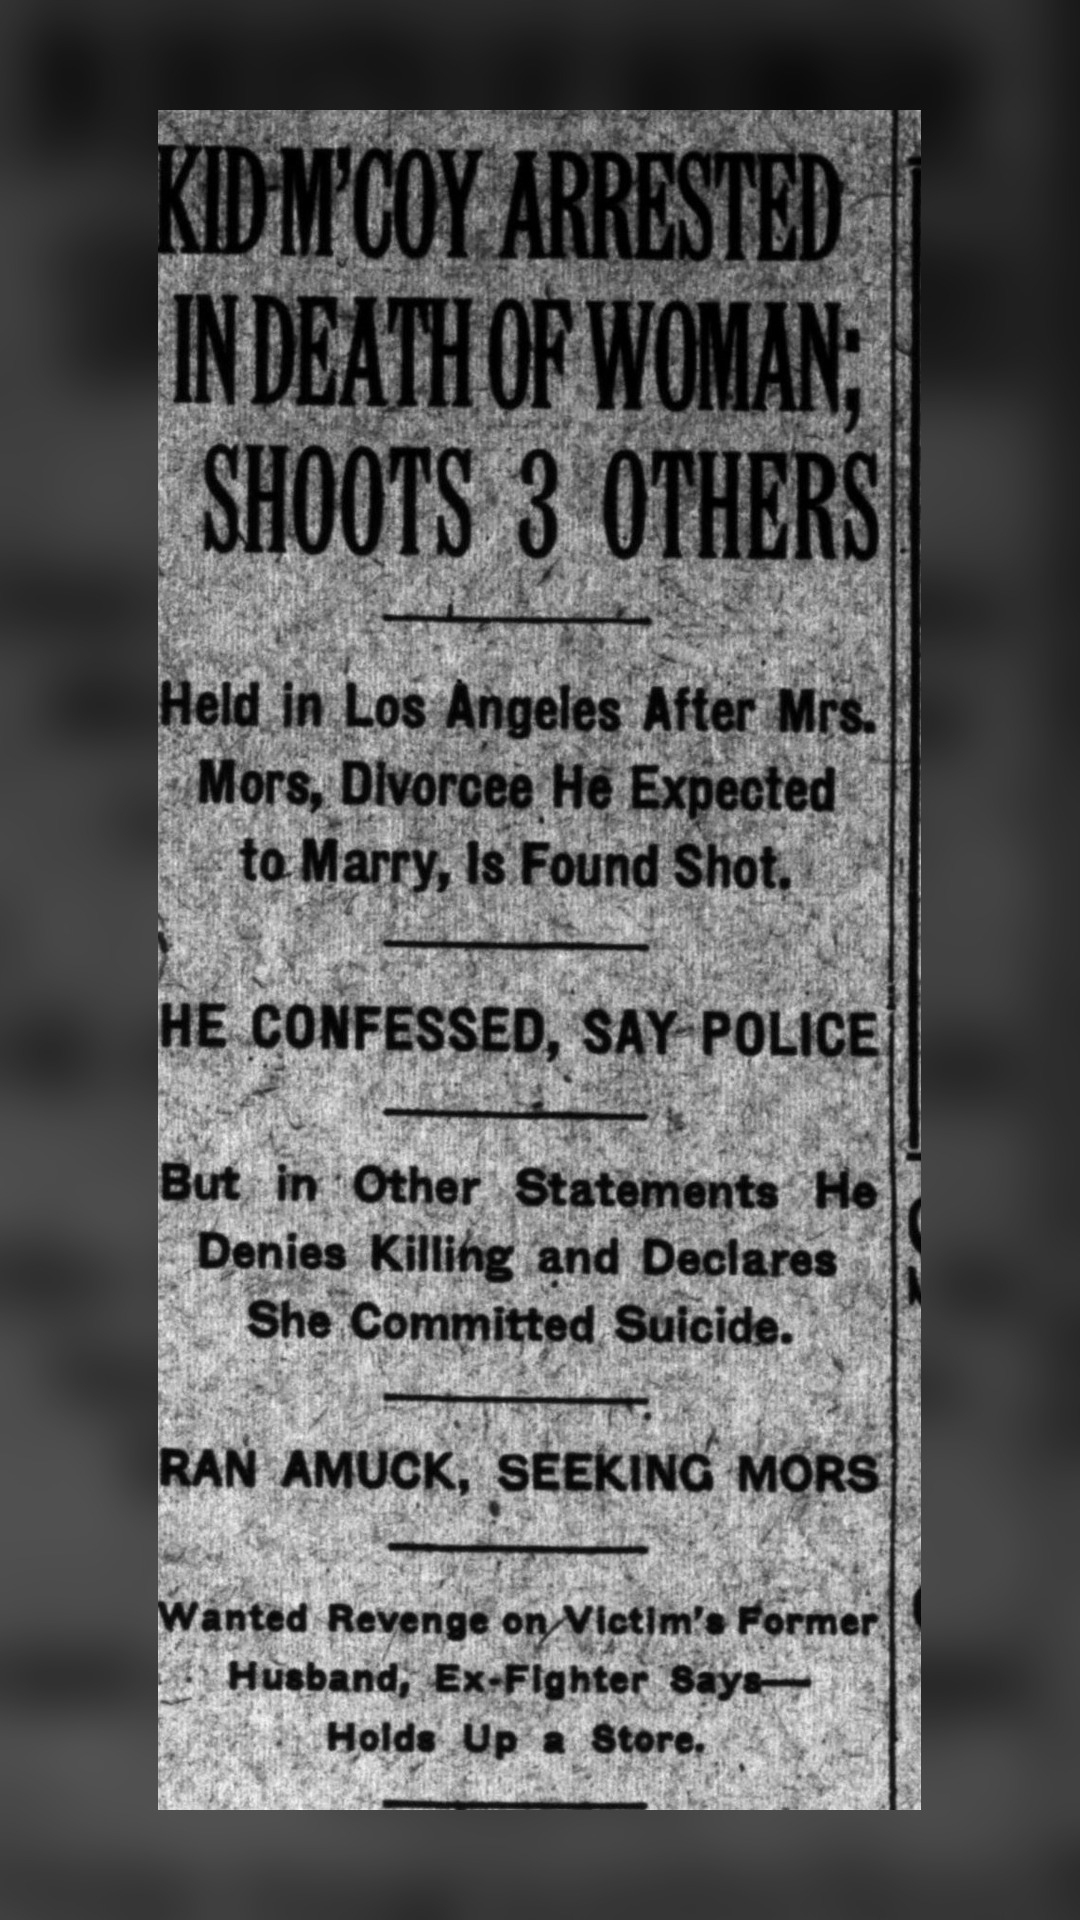 KID M'COY ARRESTED
IN DEATH OF WOMAN;
SHOOTS 3 OTHERS
Held in Los Angeles After Mrs.
Mors, Divorcee He Expected
to Marry, Is Found Shot.
HE CONFESSED, SAY POLICE
But in Other Statements He
Denies Killing and Declares
She Committed Suicide.
RAN AMUCK, SEEKING MORS
Wanted Revenge on Victim's Former
Husband, Ex-Fighter Says—
Holds Up a Store.